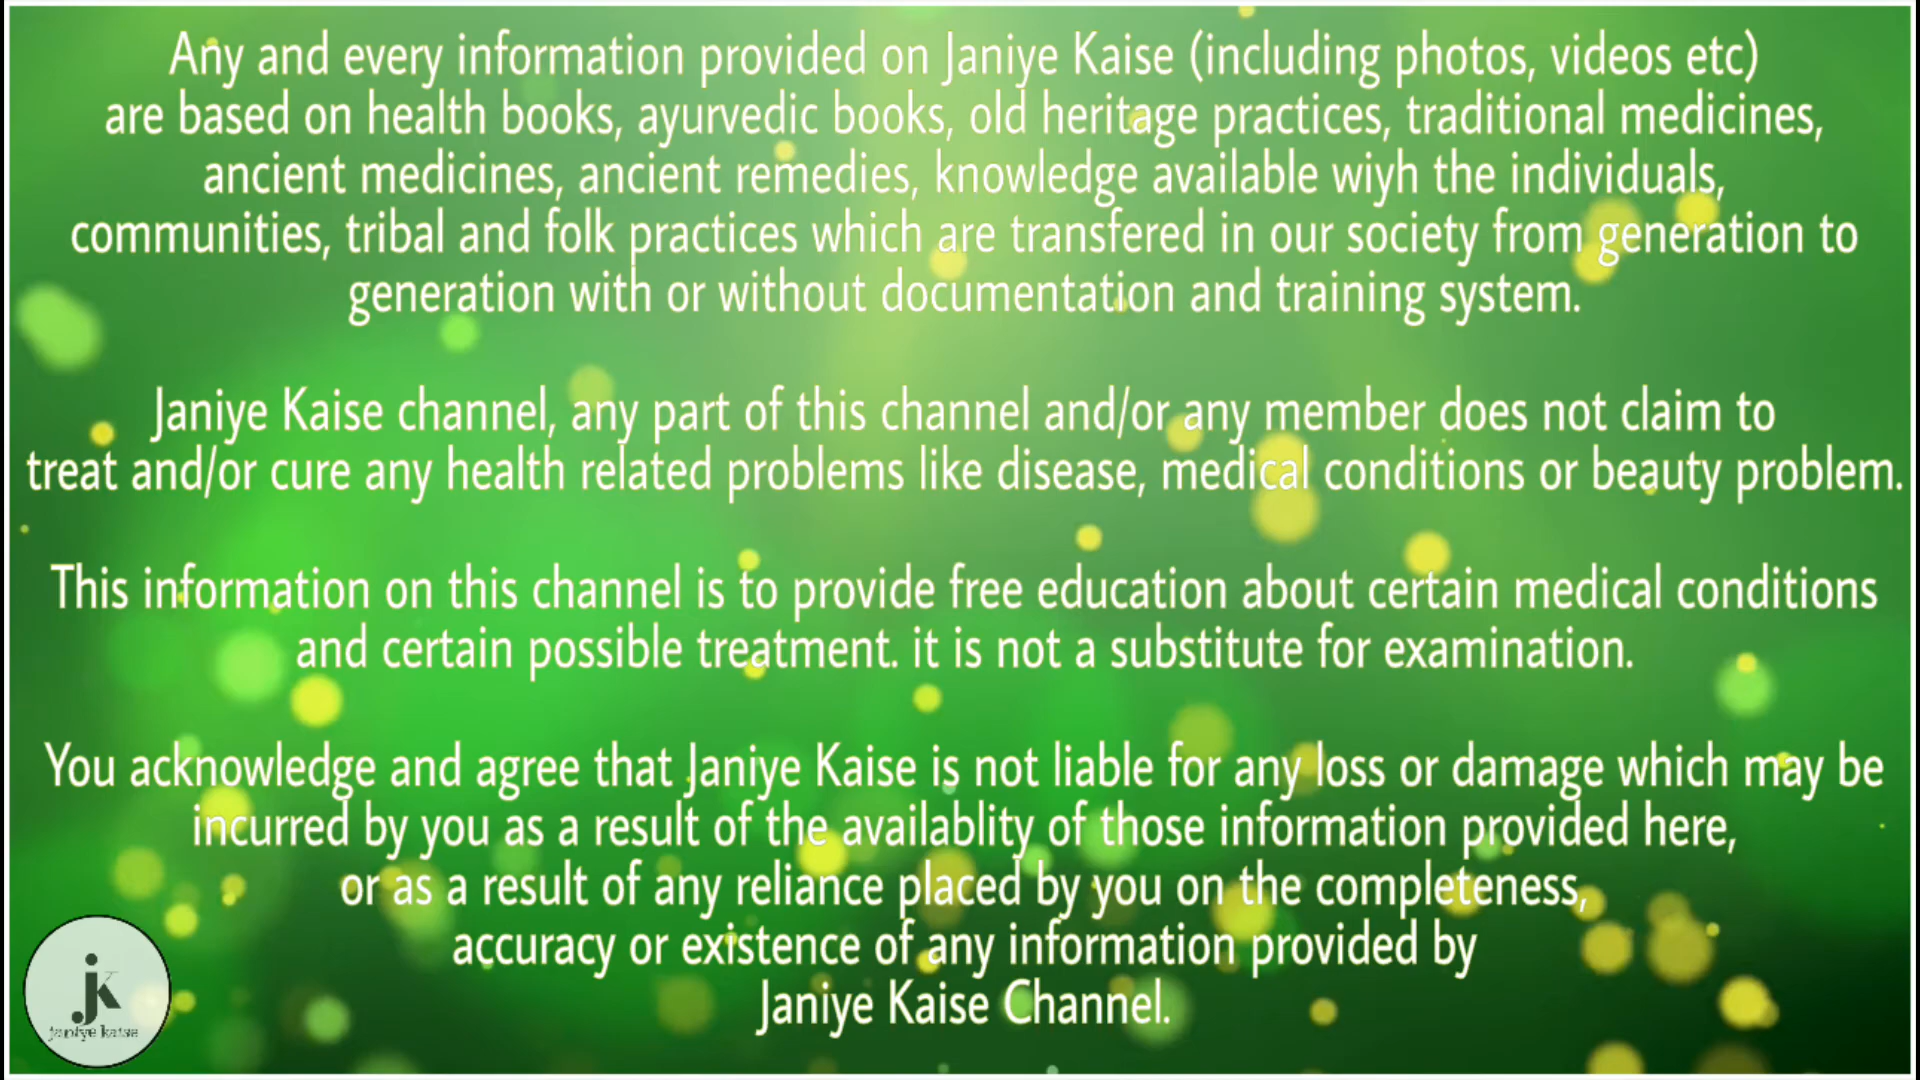 Any and every information provided on Janiye Kaise (including photos, videos etc)
are based on health books, ayurvedic books, old heritage practices, traditional medicines,
ancient medicines, ancient remedies, knowledge available wiyh the individuals,
communities, tribal and folk practices which are transfered in our society from generation to
generation with or without documentation and training system.
Janiye Kaise channel, any part of this channel and/or any member does not claim to
treat and/or cure any health related problems like disease, medical conditions or beauty problem.
This information on this channel is to provide free education about certain medical conditions
and certain possible treatment. it is not a substitute for examination.
You acknowledge and agree that Janiye Kaise is not liable for any loss or damage which may be
incurred by you as a result of the availablity of those information provided here,
or as a result of any reliance placed by you on the completeness,
accuracy or existence of any information provided by
Janiye Kaise Channel.
jk
janiye kaise